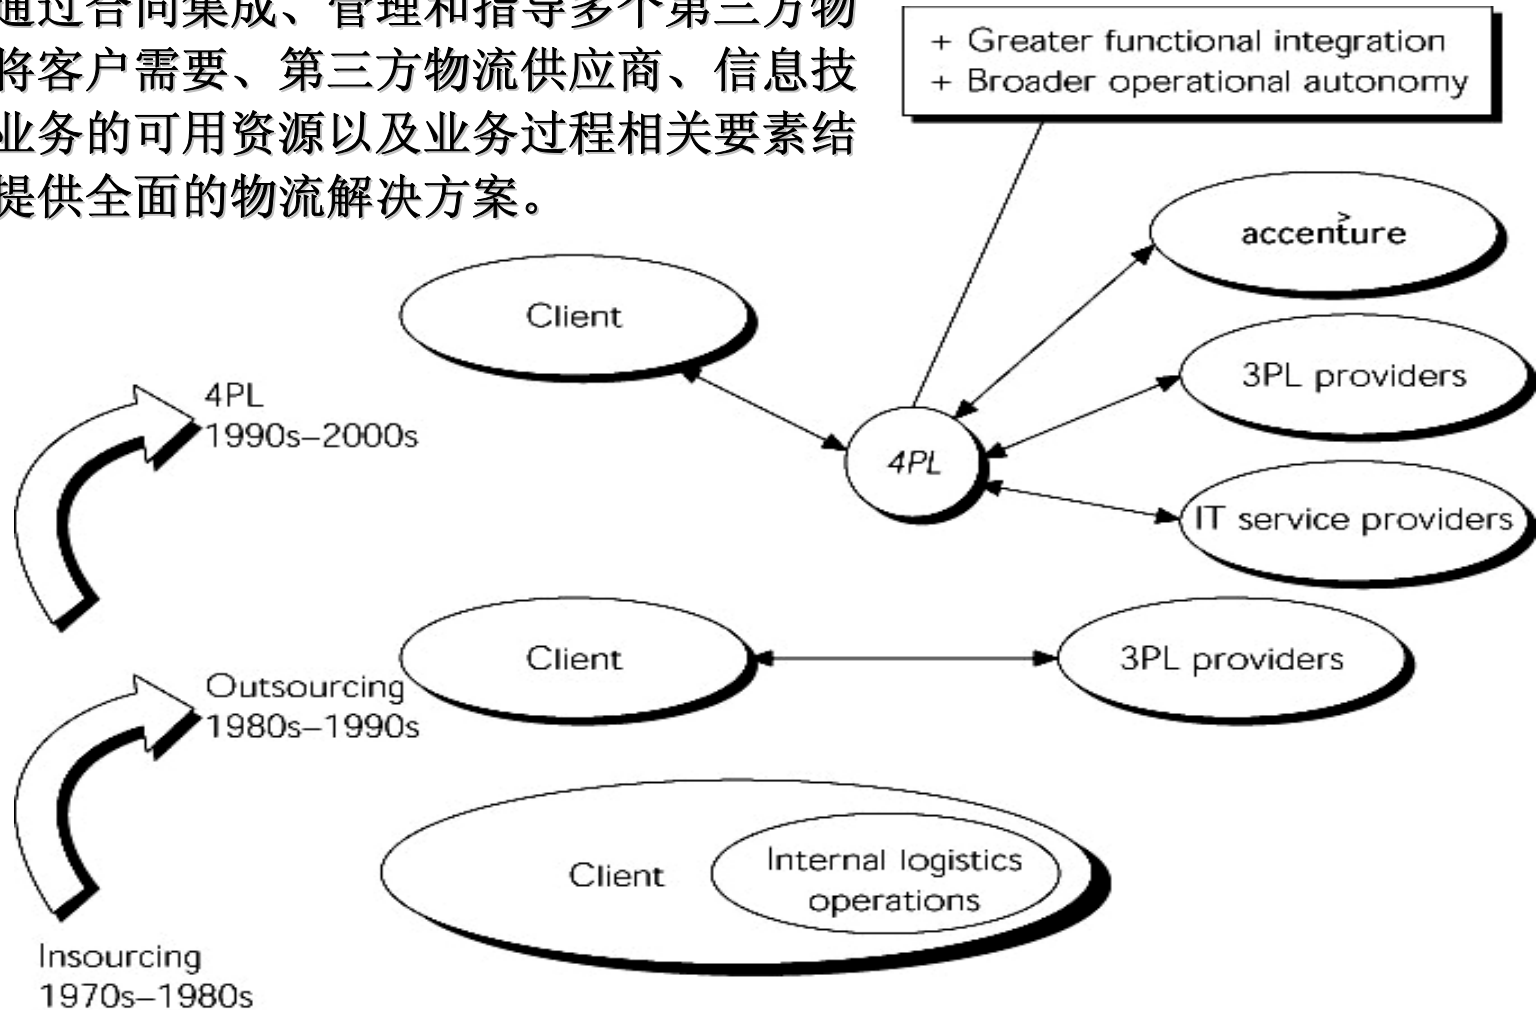 通过合同集成、管理和指导多个第三方物
将客户需要、第三方物流供应商、信息技
业务的可用资源以及业务过程相关要素结
提供全面的物流解决方案。
+ Greater functional integration
+ Broader operational autonomy
accenture
Client
3PL providers
4PL
1990s–2000s
4PL
IT service providers
Client
3PL providers
Outsourcing
1980s–1990s
Client
Internal logistics
operations
Insourcing
1970s–1980s